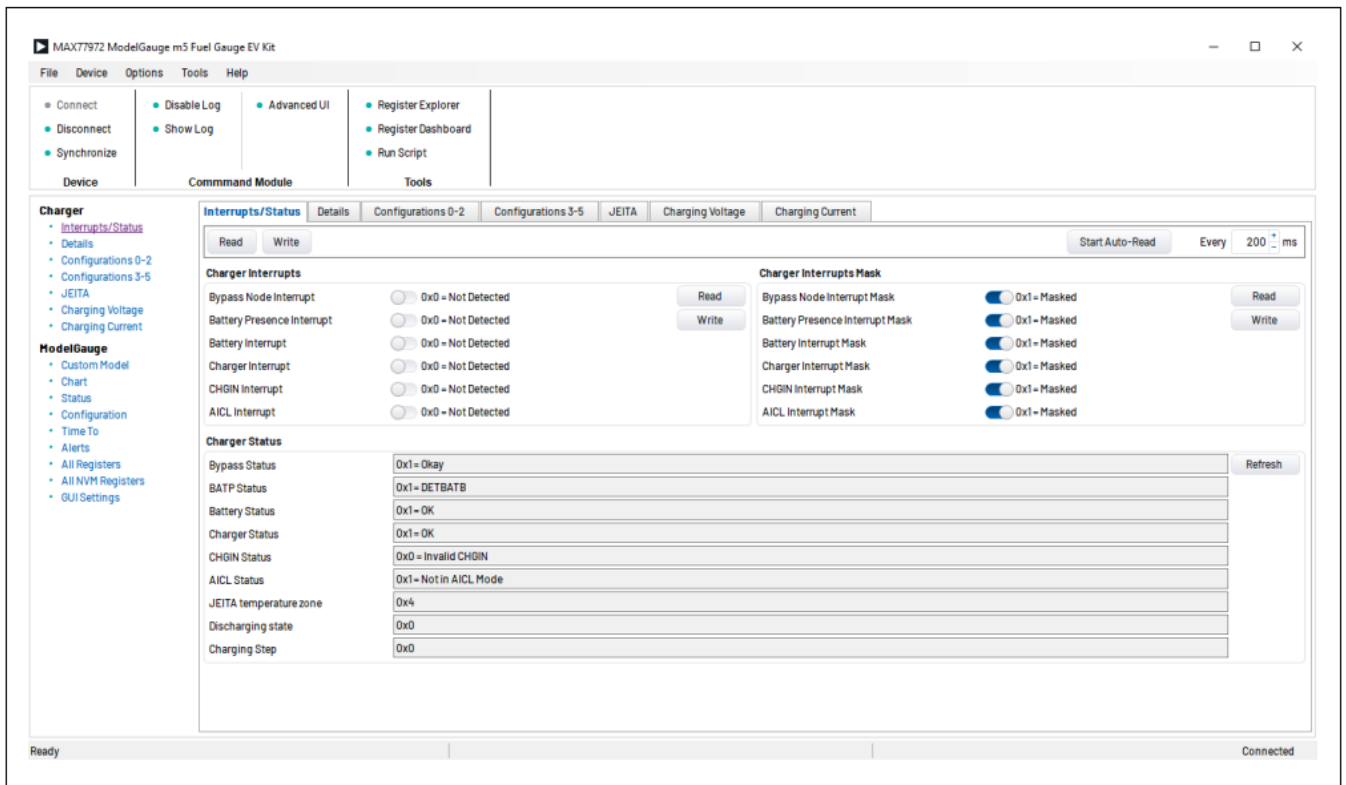 MAX77972 ModelGauge m5 Fuel Gauge EV Kit
File Device Options Tools Help
Connect
Disconnect
Synchronize
Device
Disable Log
Show Log
Advanced UI
Commmand Module
Register Explorer
Register Dashboard
Run Script
Tools
Charger
Interrupts/Status
Details
Configurations 0-2
Configurations 3-5
JEITA
Charging Voltage
Charging Current
ModelGauge
Custom Model
Chart
Status
Configuration
Time To
Alerts
All Registers
All NVM Registers
GUI Settings
Interrupts/Status Details Configurations 0-2 Configurations 3-5 JEITA Charging Voltage Charging Current
Read Write Start Auto-Read Every 200 ms
Charger Interrupts
Bypass Node Interrupt 0x0 = Not Detected Read
Battery Presence Interrupt 0x0 = Not Detected Write
Battery Interrupt 0x0 = Not Detected
Charger Interrupt 0x0 = Not Detected
CHGIN Interrupt 0x0 = Not Detected
AICL Interrupt 0x0 = Not Detected
Charger Interrupts Mask
Bypass Node Interrupt Mask 0x1 = Masked Read
Battery Presence Interrupt Mask 0x1 = Masked Write
Battery Interrupt Mask 0x1 = Masked
Charger Interrupt Mask 0x1 = Masked
CHGIN Interrupt Mask 0x1 = Masked
AICL Interrupt Mask 0x1 = Masked
Charger Status
Bypass Status 0x1 = Okay Refresh
BATP Status 0x1 = DETBATB
Battery Status 0x1 = OK
Charger Status 0x1 = OK
CHGIN Status 0x0 = Invalid CHGIN
AICL Status 0x1 = Not in AICL Mode
JEITA temperature zone 0x4
Discharging state 0x0
Charging Step 0x0
Ready Connected